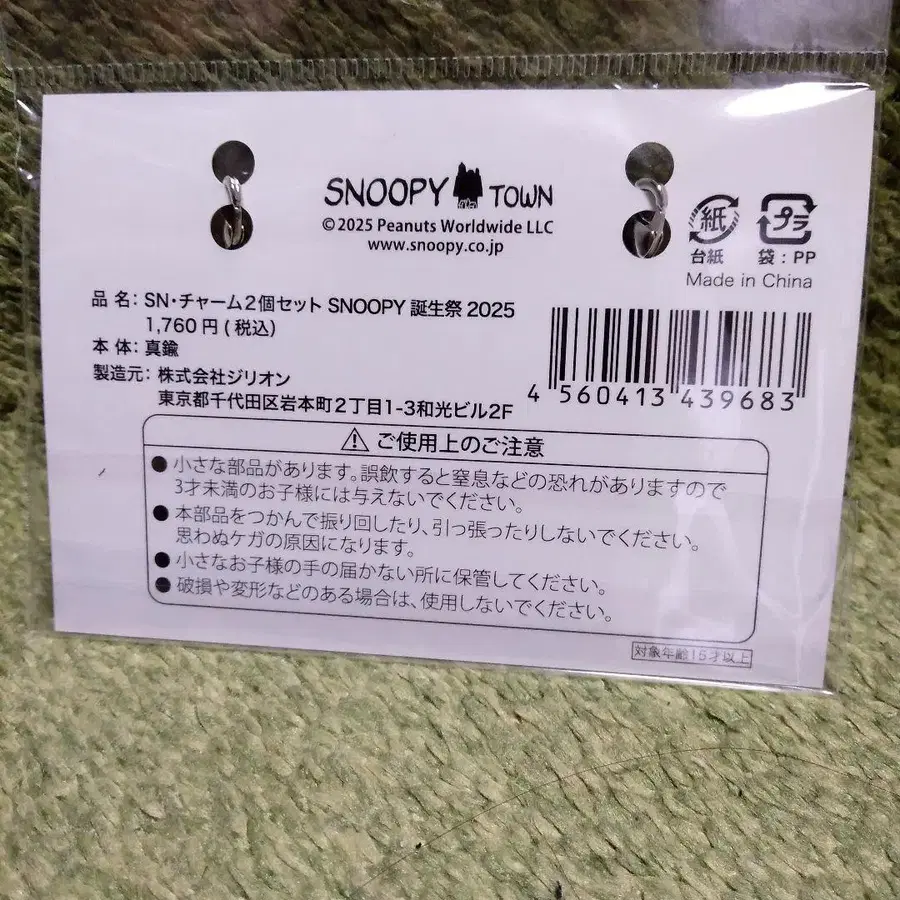 SNOOPY TOWN
©2025 Peanuts Worldwide LLC
www.snoopy.co.jp
紙
台紙
プラ
袋：PP
Made in China
品 名：SN・チャーム2個セット SNOOPY 誕生祭 2025
1,760円(税込)
本 体：真鍮
製造元：株式会社ジリオン
東京都千代田区岩本町2丁目1-3和光ビル2F
4 560413 439683
⚠ ご使用上のご注意
●小さな部品があります。誤飲すると窒息などの恐れがありますので
3才未満のお子様には与えないでください。
●本部品をつかんで振り回したり、引っ張ったりしないでください。
思わぬケガの原因になります。
●小さなお子様の手の届かない所に保管してください。
●破損や変形などのある場合は、使用しないでください。
対象年齢15才以上